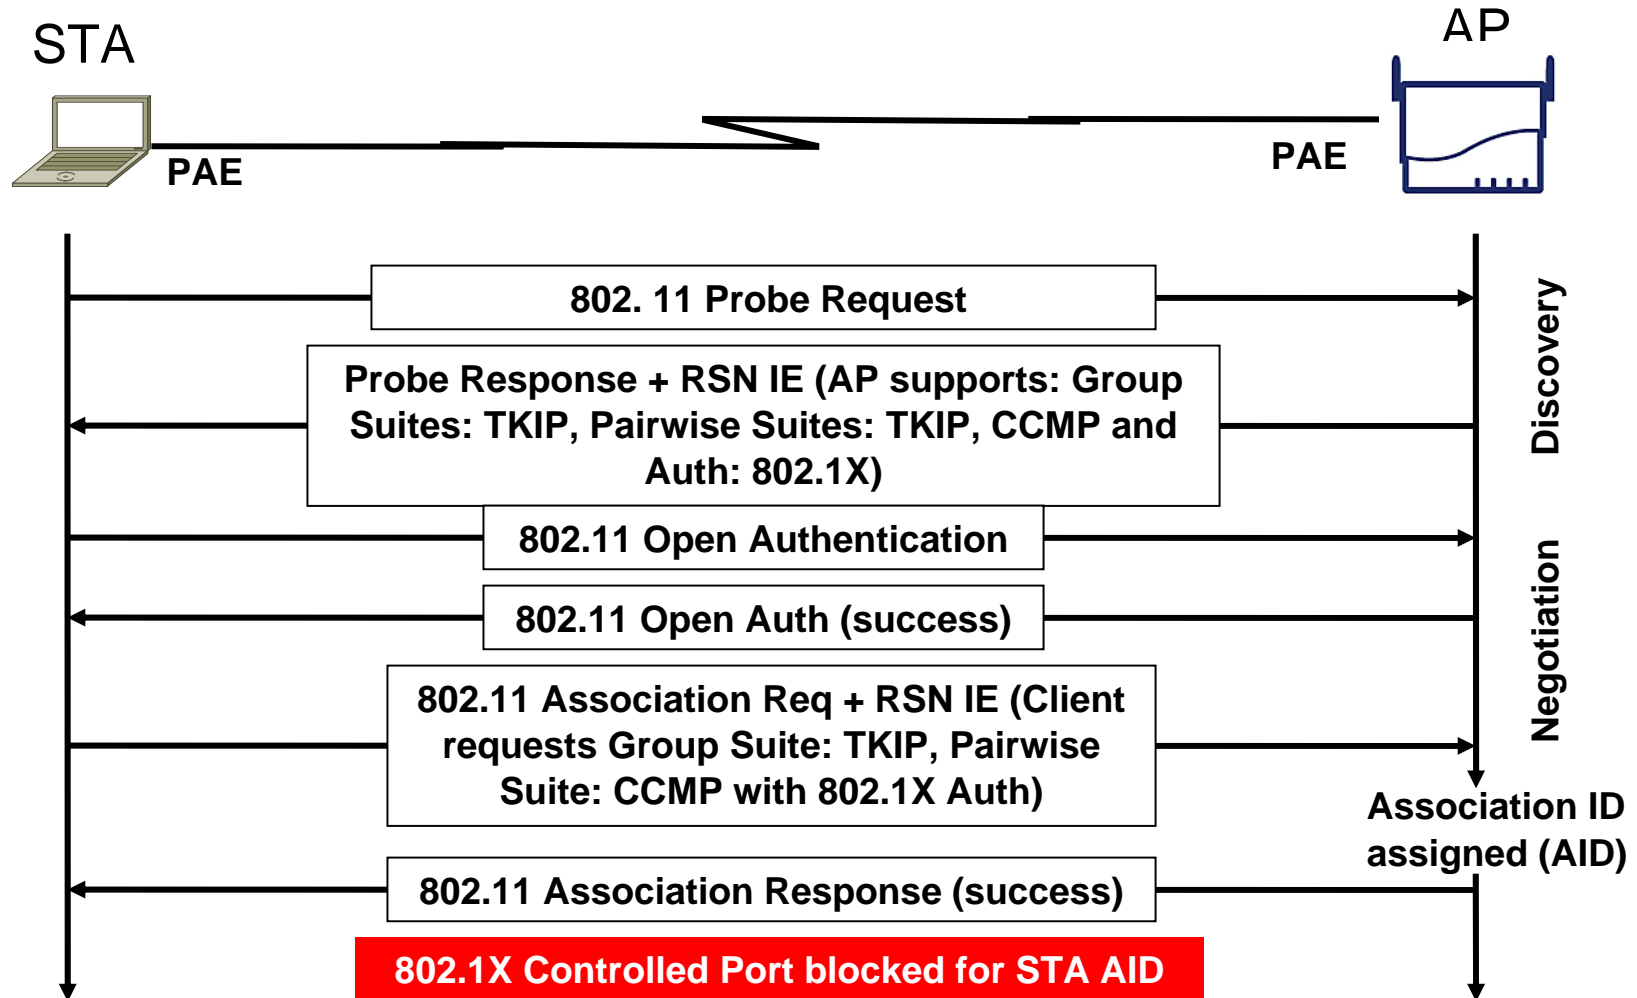 STA
AP
PAE
PAE
802. 11 Probe Request
Probe Response + RSN IE (AP supports: Group
Suites: TKIP, Pairwise Suites: TKIP, CCMP and
Auth: 802.1X)
Discovery
802.11 Open Authentication
802.11 Open Auth (success)
Negotiation
802.11 Association Req + RSN IE (Client
requests Group Suite: TKIP, Pairwise
Suite: CCMP with 802.1X Auth)
Association ID
assigned (AID)
802.11 Association Response (success)
802.1X Controlled Port blocked for STA AID